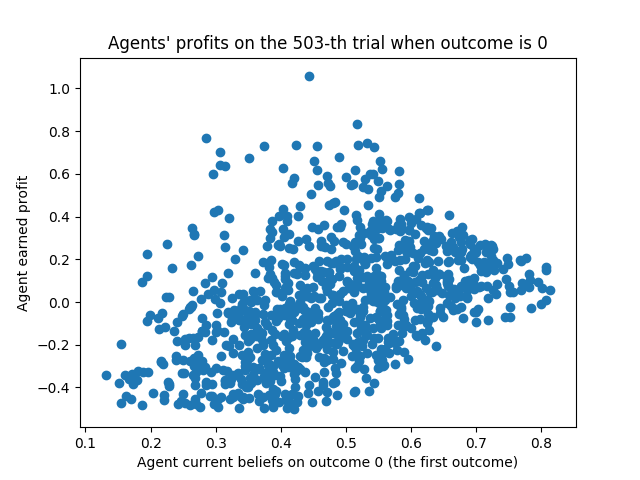 Agents' profits on the 503-th trial when outcome is 0
1.0
0.8
0.6
0.4
0.2
0.0
−0.2
−0.4
Agent earned profit
0.1 0.2 0.3 0.4 0.5 0.6 0.7 0.8
Agent current beliefs on outcome 0 (the first outcome)